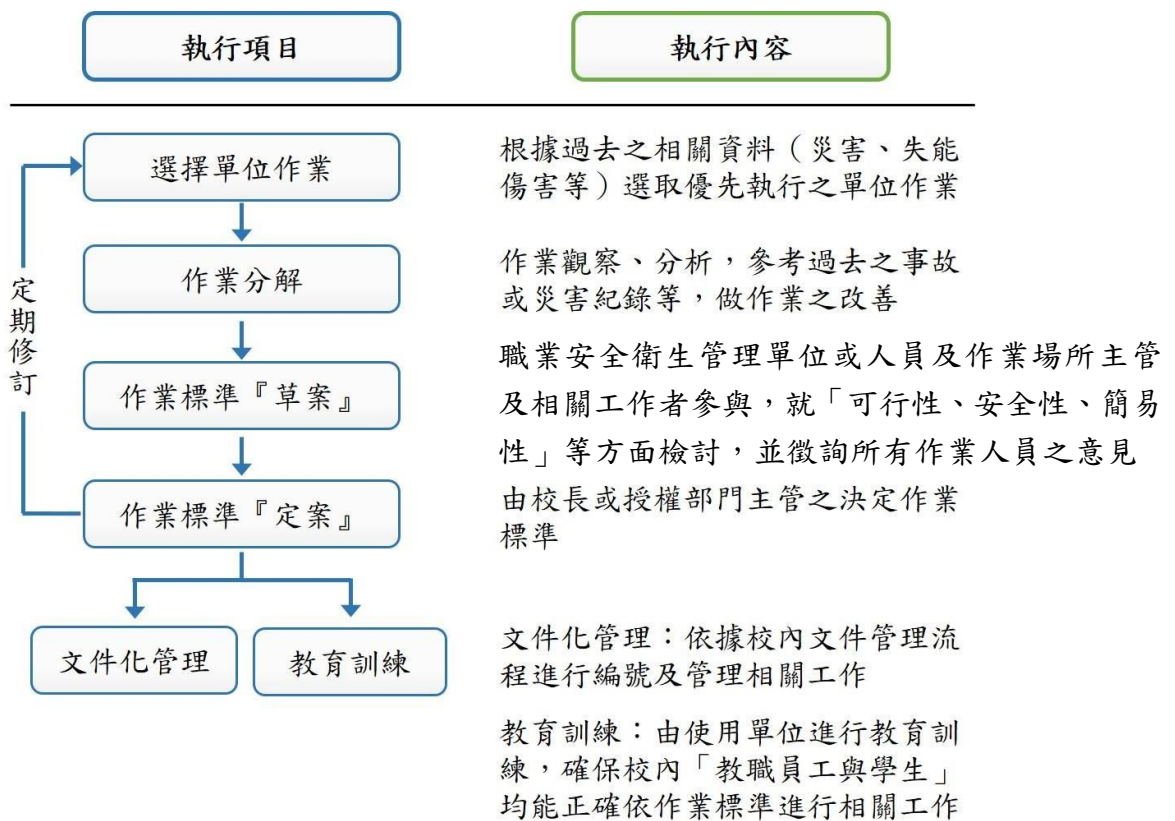 執行項目
執行內容
選擇單位作業
根據過去之相關資料（災害、失能
傷害等）選取優先執行之單位作業
作業分解
作業觀察、分析，參考過去之事故
或災害紀錄等，做作業之改善
定期修訂
作業標準『草案』
職業安全衛生管理單位或人員及作業場所主管
及相關工作者參與，就「可行性、安全性、簡易
性」等方面檢討，並徵詢所有作業人員之意見
作業標準『定案』
由校長或授權部門主管之決定作業
標準
文件化管理
教育訓練
文件化管理：依據校內文件管理流
程進行編號及管理相關工作
教育訓練：由使用單位進行教育訓
練，確保校內「教職員工與學生」
均能正確依作業標準進行相關工作